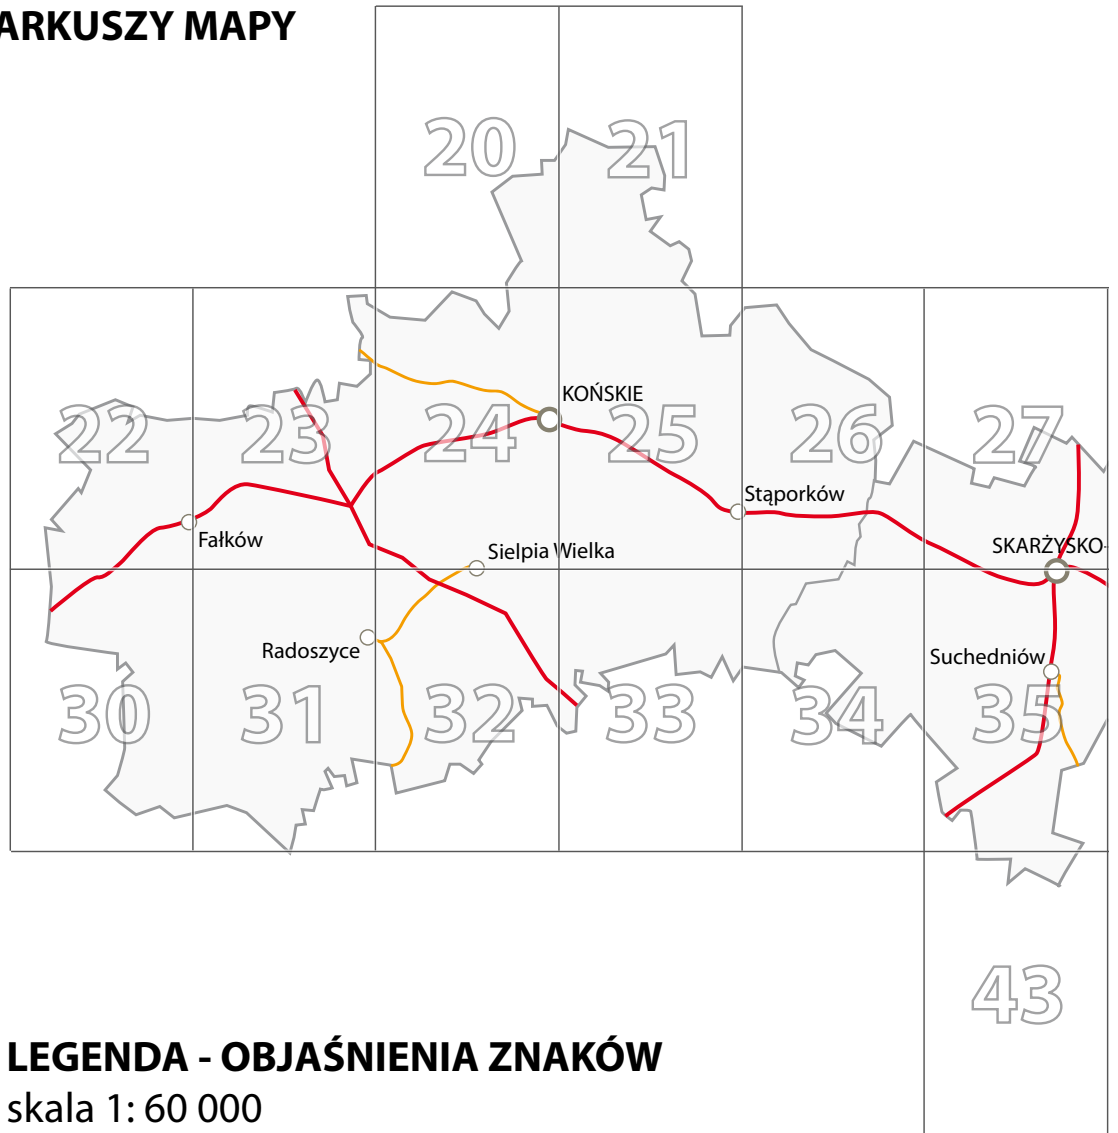 ARKUSZY MAPY
20
21
KOŃSKIE
22
23
24
25
26
27
Stąporków
Fałków
SKARŻYSKO-
Sielpia Wielka
Radoszyce
Suchedniów
30
31
32
33
34
35
43
LEGENDA - OBJAŚNIENIA ZNAKÓW
skala 1: 60 000